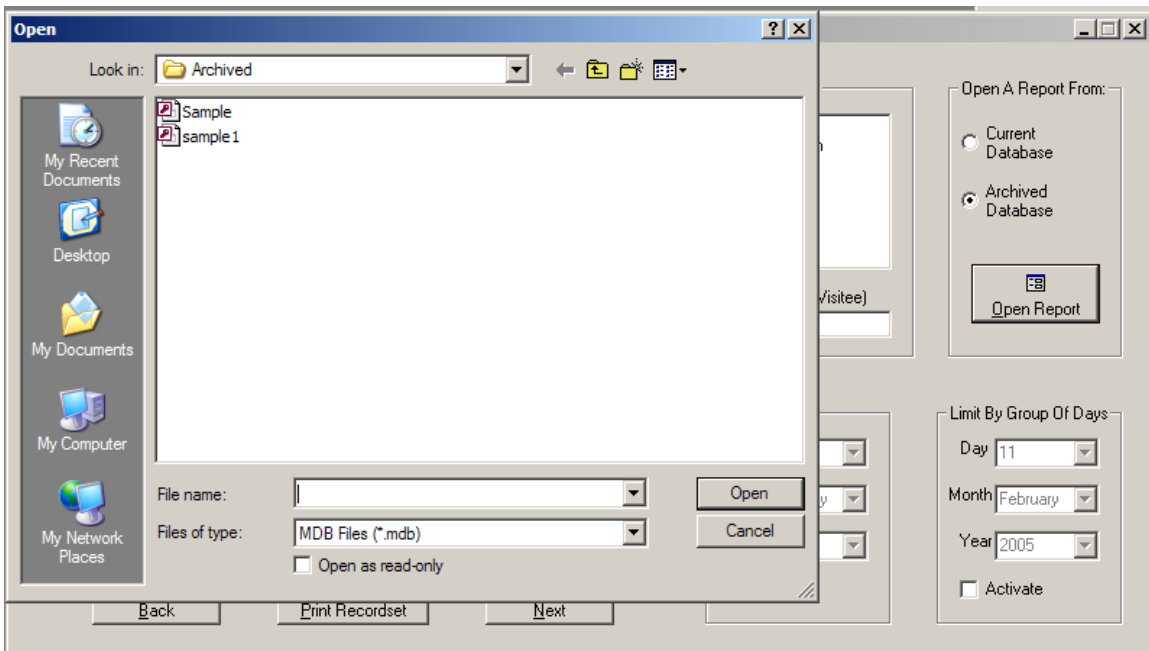 Open
Look in:
Archived
Sample
sample1
My Recent
Documents
Desktop
My Documents
My Computer
My Network
Places
File name:
Open
Files of type:
MDB Files (*.mdb)
Cancel
Open as read-only
Visitee)
Open A Report From:
Current
Database
Archived
Database
Open Report
Limit By Group Of Days
Day
11
Month
February
Year
2005
Activate
Back
Print Recordset
Next